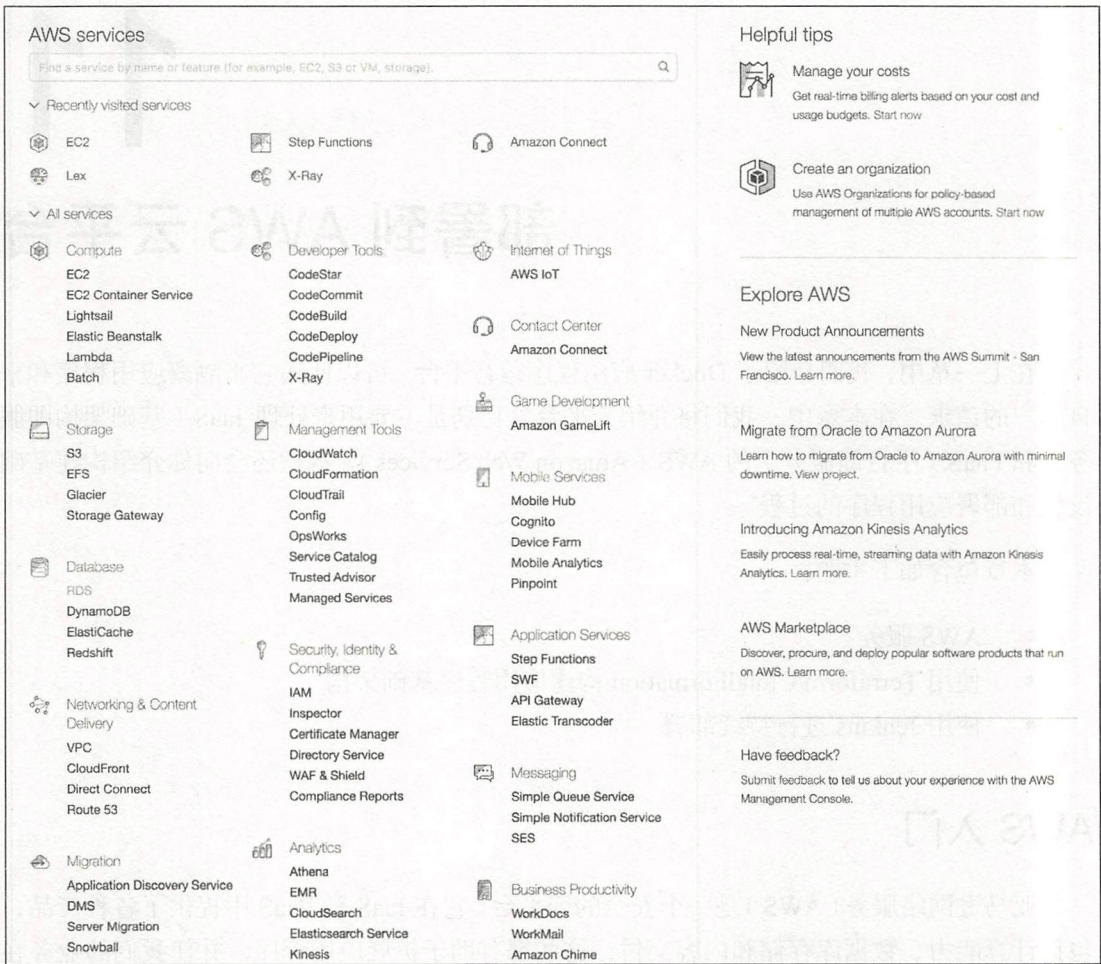 AWS services
Find a service by name or feature (for example, EC2, S3 or VM, storage).
Recently visited services
EC2
Step Functions
Amazon Connect
Lex
X-Ray
All services
Compute
EC2
EC2 Container Service
Lightsail
Elastic Beanstalk
Lambda
Batch
Storage
S3
EFS
Glacier
Storage Gateway
Database
RDS
DynamoDB
ElastiCache
Redshift
Networking & Content
Delivery
VPC
CloudFront
Direct Connect
Route 53
Migration
Application Discovery Service
DMS
Server Migration
Snowball
Developer Tools
CodeStar
CodeCommit
CodeBuild
CodeDeploy
CodePipeline
X-Ray
Management Tools
CloudWatch
CloudFormation
CloudTrail
Config
OpsWorks
Service Catalog
Trusted Advisor
Managed Services
Security, Identity &
Compliance
IAM
Inspector
Certificate Manager
Directory Service
WAF & Shield
Compliance Reports
Analytics
Athena
EMR
CloudSearch
Elasticsearch Service
Kinesis
Internet of Things
AWS IoT
Contact Center
Amazon Connect
Game Development
Amazon GameLift
Mobile Services
Mobile Hub
Cognito
Device Farm
Mobile Analytics
Pinpoint
Application Services
Step Functions
SWF
API Gateway
Elastic Transcoder
Messaging
Simple Queue Service
Simple Notification Service
SES
Business Productivity
WorkDocs
WorkMail
Amazon Chime
Helpful tips
Manage your costs
Get real-time billing alerts based on your cost and
usage budgets. Start now
Create an organization
Use AWS Organizations for policy-based
management of multiple AWS accounts. Start now
Explore AWS
New Product Announcements
View the latest announcements from the AWS Summit - San
Francisco. Learn more.
Migrate from Oracle to Amazon Aurora
Learn how to migrate from Oracle to Amazon Aurora with minimal
downtime. View project.
Introducing Amazon Kinesis Analytics
Easily process real-time, streaming data with Amazon Kinesis
Analytics. Learn more.
AWS Marketplace
Discover, procure, and deploy popular software products that run
on AWS. Learn more.
Have feedback?
Submit feedback to tell us about your experience with the AWS
Management Console.